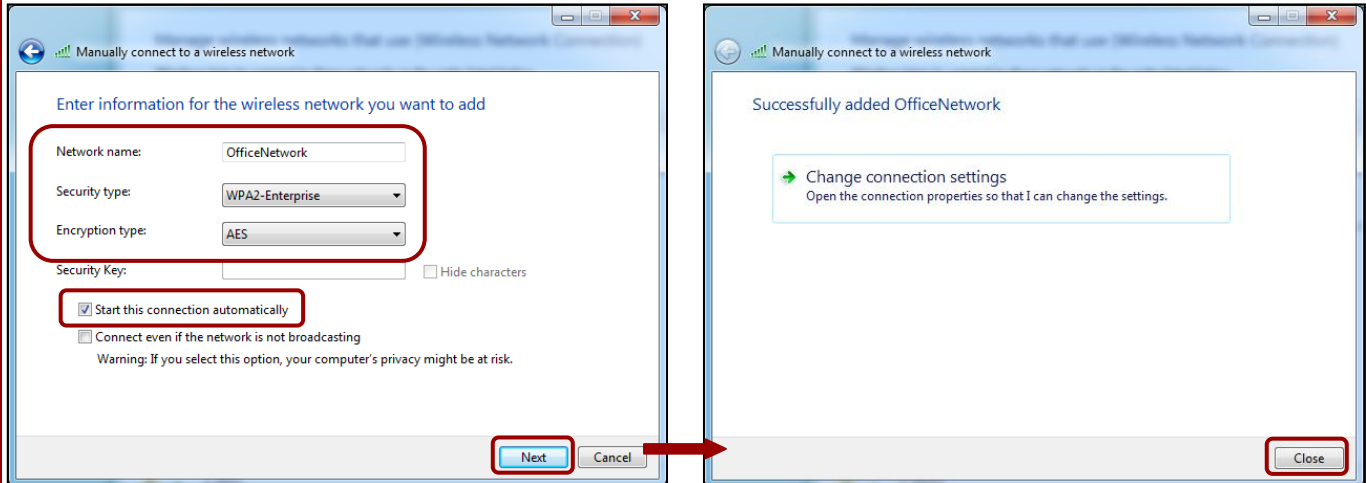 Manually connect to a wireless network
Enter information for the wireless network you want to add
Network name:
OfficeNetwork
Security type:
WPA2-Enterprise
Encryption type:
AES
Security Key:
Hide characters
Start this connection automatically
Connect even if the network is not broadcasting
Warning: If you select this option, your computer's privacy might be at risk.
Next
Cancel
Manually connect to a wireless network
Successfully added OfficeNetwork
Change connection settings
Open the connection properties so that I can change the settings.
Close